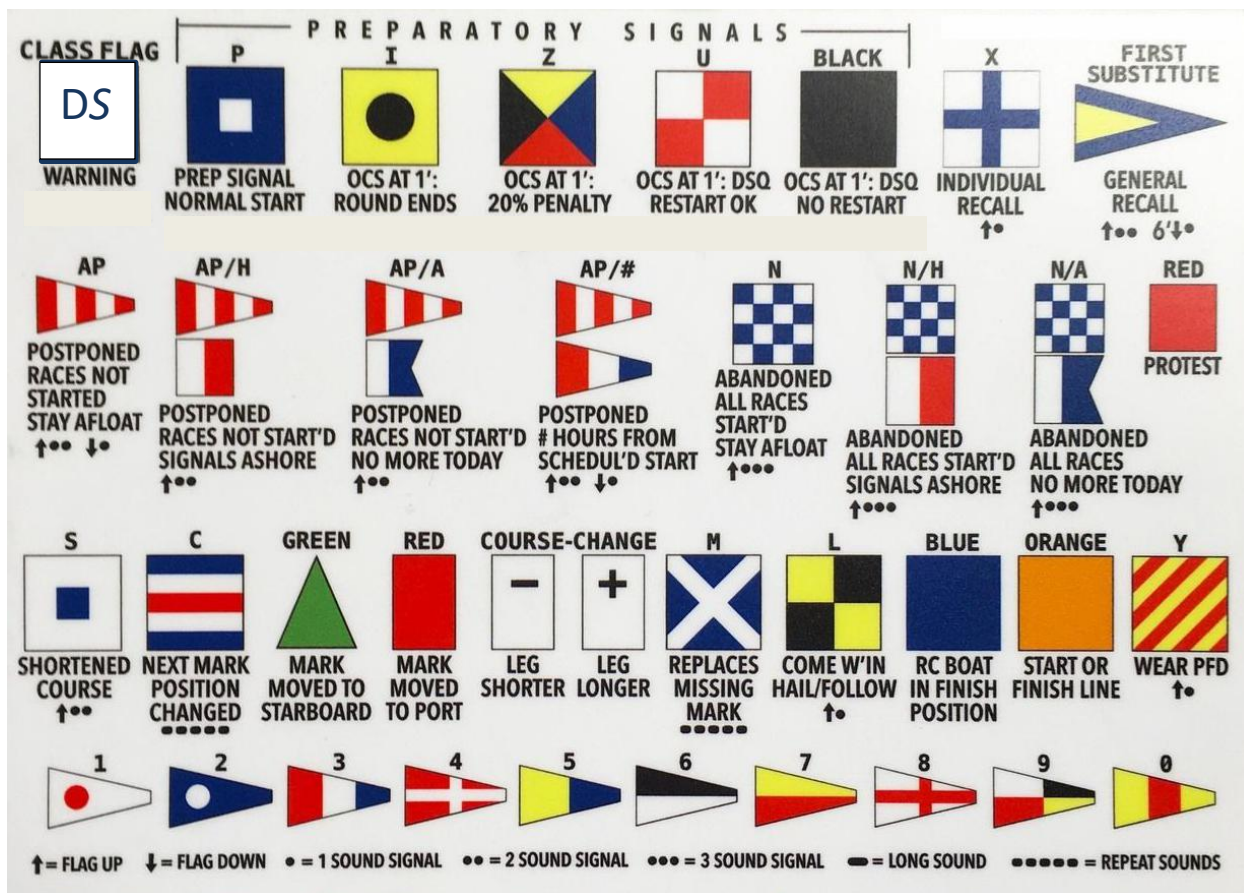 PREPARATORY SIGNALS
CLASS FLAG
P
I
Z
U
BLACK
X
FIRST
SUBSTITUTE
DS
WARNING
PREP SIGNAL
NORMAL START
OCS AT 1':
ROUND ENDS
OCS AT 1':
20% PENALTY
OCS AT 1': DSQ
RESTART OK
OCS AT 1': DSQ
NO RESTART
INDIVIDUAL
RECALL
↑•
GENERAL
RECALL
↑•• 6'↓•
AP
POSTPONED
RACES NOT
STARTED
STAY AFLOAT
↑•• ↓•
AP/H
POSTPONED
RACES NOT START'D
SIGNALS ASHORE
↑••
AP/A
POSTPONED
RACES NOT START'D
NO MORE TODAY
↑••
AP/#
POSTPONED
# HOURS FROM
SCHEDUL'D START
↑•• ↓•
N
ABANDONED
ALL RACES
START'D
STAY AFLOAT
↑•••
N/H
ABANDONED
ALL RACES START'D
SIGNALS ASHORE
↑•••
N/A
ABANDONED
ALL RACES
NO MORE TODAY
↑•••
RED
PROTEST
S
SHORTENED
COURSE
↑••
C
NEXT MARK
POSITION
CHANGED
GREEN
MARK
MOVED TO
STARBOARD
RED
MARK
MOVED
TO PORT
COURSE-CHANGE
-
LEG
SHORTER
+
LEG
LONGER
M
REPLACES
MISSING
MARK
L
COME W'IN
HAIL/FOLLOW
↑•
BLUE
RC BOAT
IN FINISH
POSITION
ORANGE
START OR
FINISH LINE
Y
WEAR PFD
↑•
1 2 3 4 5 6 7 8 9 0
↑= FLAG UP ↓= FLAG DOWN • = 1 SOUND SIGNAL •• = 2 SOUND SIGNAL ••• = 3 SOUND SIGNAL ▬ = LONG SOUND ••••• = REPEAT SOUNDS